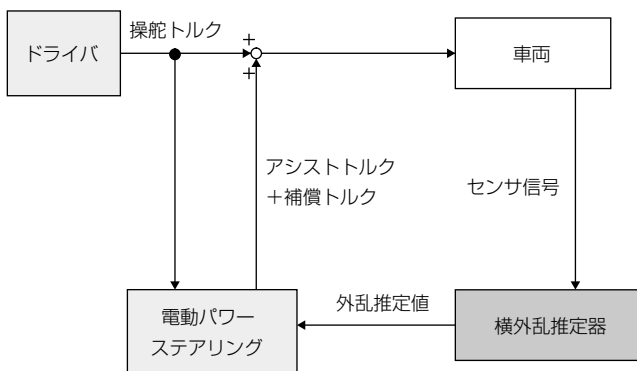 操舵トルク
ドライバ
+
+
車両
アシストトルク
+補償トルク
センサ信号
外乱推定値
電動パワー
ステアリング
横外乱推定器